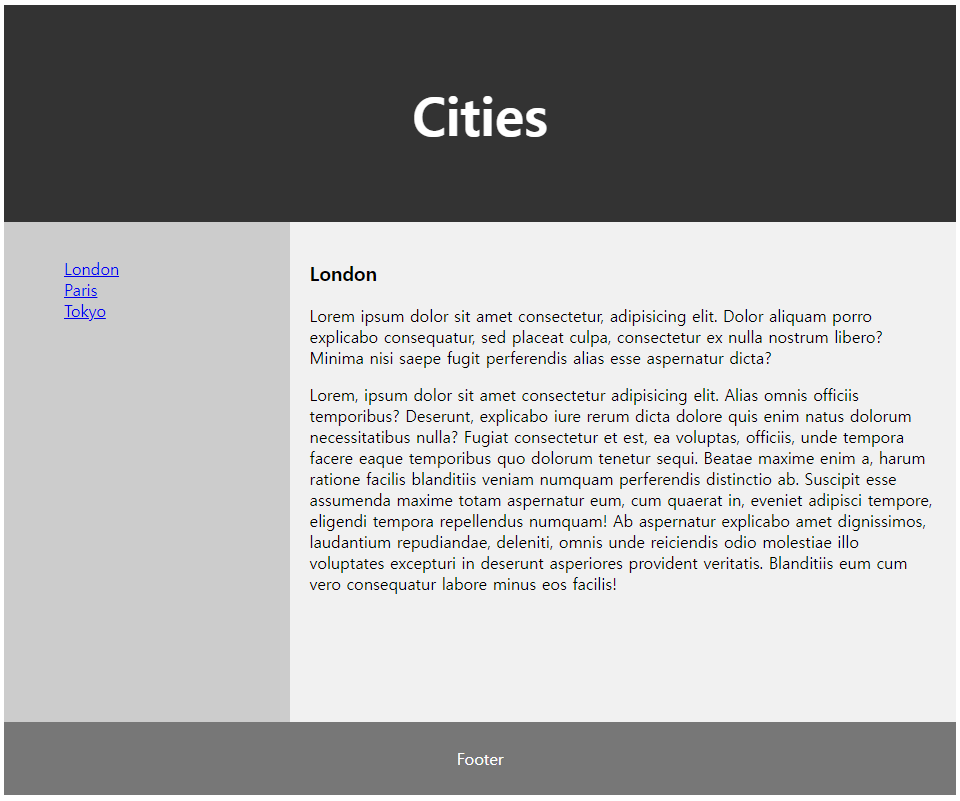 Cities
London
Paris
Tokyo
London
Lorem ipsum dolor sit amet consectetur, adipisicing elit. Dolor aliquam porro
explicabo consequatur, sed placeat culpa, consectetur ex nulla nostrum libero?
Minima nisi saepe fugit perferendis alias esse aspernatur dicta?
Lorem, ipsum dolor sit amet consectetur adipisicing elit. Alias omnis officiis
temporibus? Deserunt, explicabo iure rerum dicta dolore quis enim natus dolorum
necessitatibus nulla? Fugiat consectetur et est, ea voluptas, officiis, unde tempora
facere eaque temporibus quo dolorum tenetur sequi. Beatae maxime enim a, harum
ratione facilis blanditiis veniam numquam perferendis distinctio ab. Suscipit esse
assumenda maxime totam aspernatur eum, cum quaerat in, eveniet adipisci tempore,
eligendi tempora repellendus numquam! Ab aspernatur explicabo amet dignissimos,
laudantium repudiandae, deleniti, omnis unde reiciendis odio molestiae illo
voluptates excepturi in deserunt asperiores provident veritatis. Blanditiis eum cum
vero consequatur labore minus eos facilis!
Footer